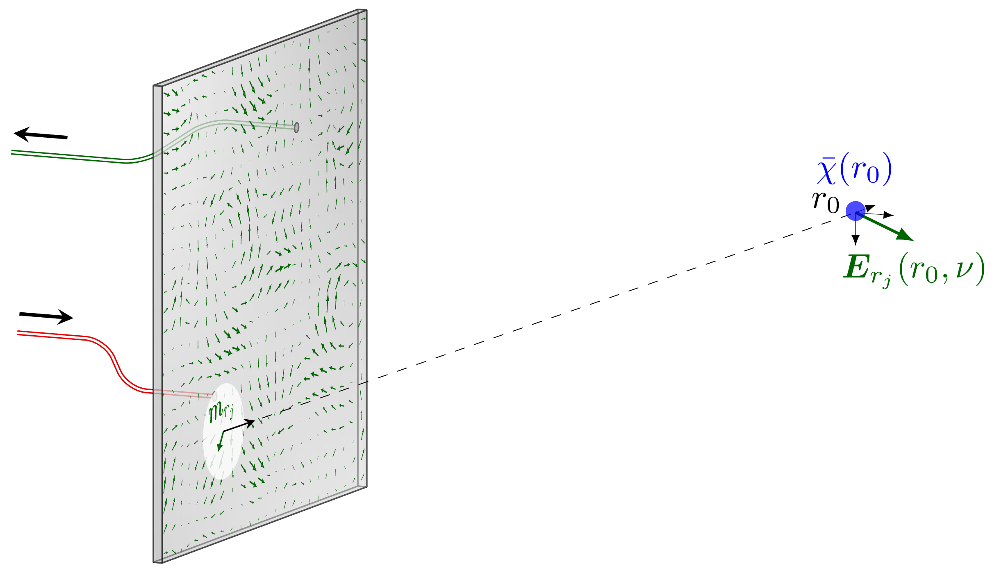 χ̄(r₀)
r₀
E_{r_j}(r₀, ν)
m_{r_j}